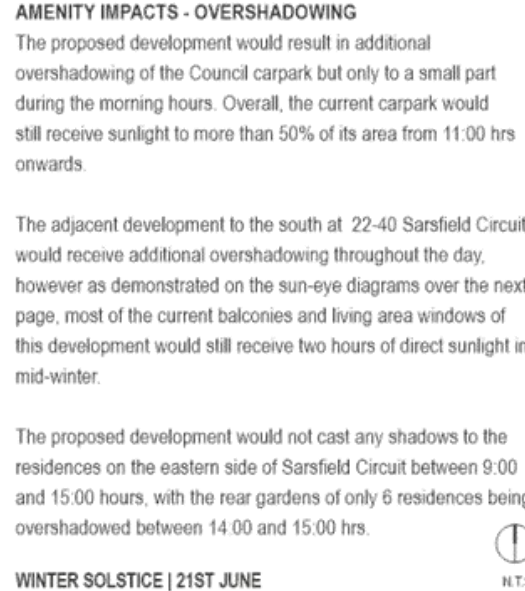 AMENITY IMPACTS - OVERSHADOWING
The proposed development would result in additional
overshadowing of the Council carpark but only to a small part
during the morning hours. Overall, the current carpark would
still receive sunlight to more than 50% of its area from 11:00 hrs
onwards.
The adjacent development to the south at 22-40 Sarsfield Circuit
would receive additional overshadowing throughout the day,
however as demonstrated on the sun-eye diagrams over the next
page, most of the current balconies and living area windows of
this development would still receive two hours of direct sunlight in
mid-winter.
The proposed development would not cast any shadows to the
residences on the eastern side of Sarsfield Circuit between 9:00
and 15:00 hours, with the rear gardens of only 6 residences being
overshadowed between 14:00 and 15:00 hrs.
WINTER SOLSTICE | 21ST JUNE
N.T.